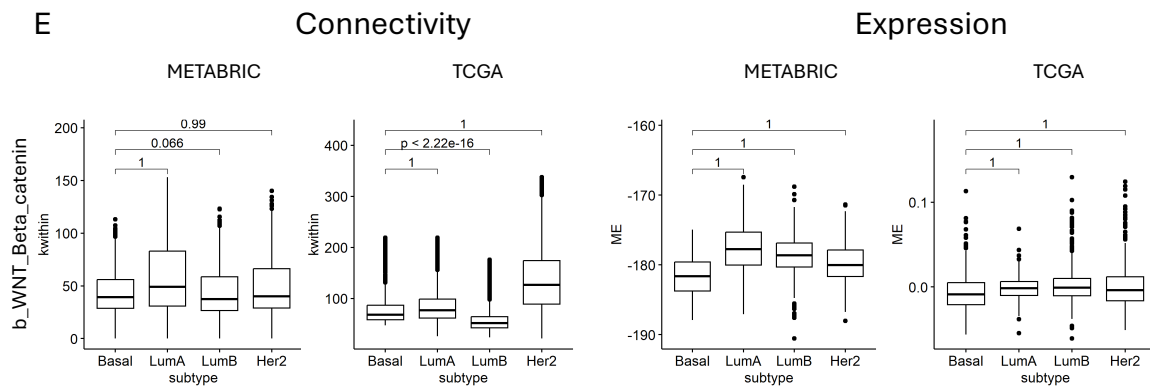 E Connectivity Expression
METABRIC TCGA METABRIC TCGA
b_WNT_Beta_catenin
kwithin
200
150
100
50
0
0.99
0.066
1
Basal LumA LumB Her2
subtype
kwithin
400
300
200
100
1
p < 2.22e-16
1
Basal LumA LumB Her2
subtype
ME
-160
-170
-180
-190
1
1
1
Basal LumA LumB Her2
subtype
ME
0.1
0.0
1
1
1
Basal LumA LumB Her2
subtype